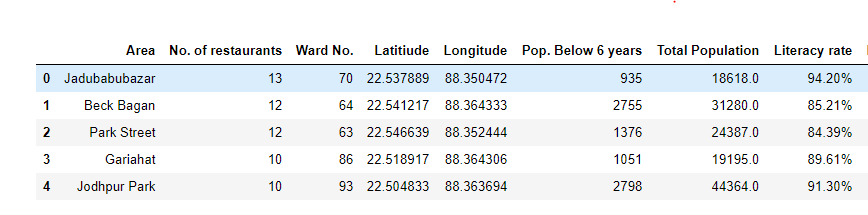 Area No. of restaurants Ward No. Latitiude Longitude Pop. Below 6 years Total Population Literacy rate
0 Jadubabubazar 13 70 22.537889 88.350472 935 18618.0 94.20%
1 Beck Bagan 12 64 22.541217 88.364333 2755 31280.0 85.21%
2 Park Street 12 63 22.546639 88.352444 1376 24387.0 84.39%
3 Gariahat 10 86 22.518917 88.364306 1051 19195.0 89.61%
4 Jodhpur Park 10 93 22.504833 88.363694 2798 44364.0 91.30%